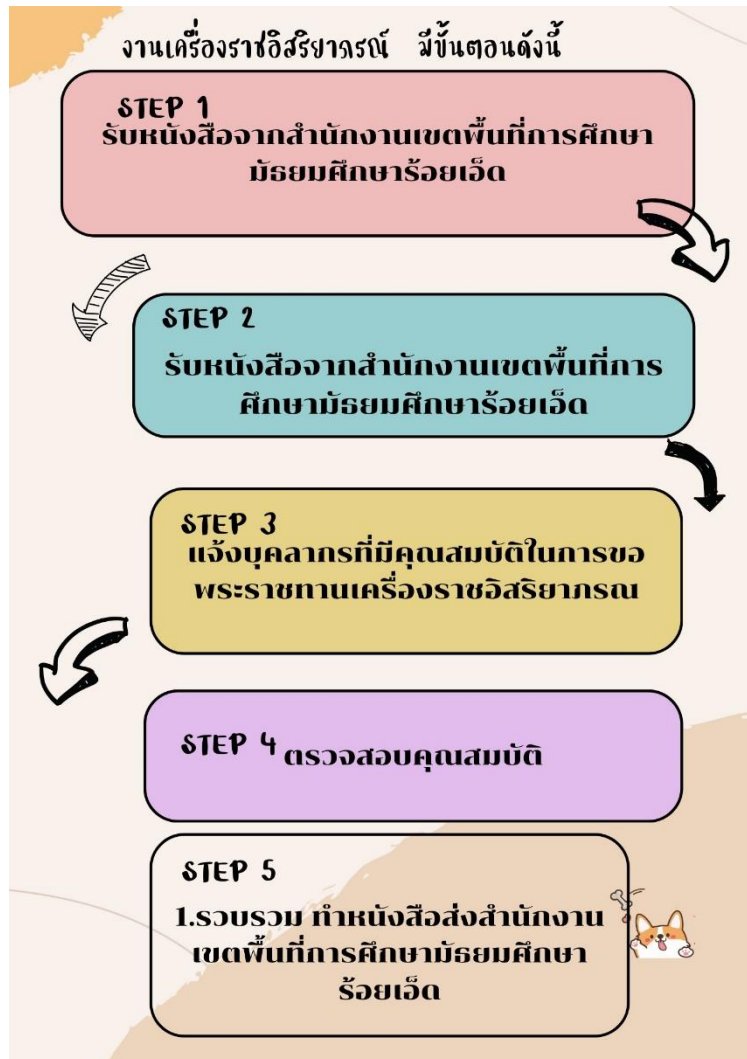 งานเครื่องราชอิสริยาภรณ์ มีขั้นตอนดังนี้
STEP 1
รับหนังสือจากสำนักงานเขตพื้นที่การศึกษา
มัธยมศึกษาร้อยเอ็ด
STEP 2
รับหนังสือจากสำนักงานเขตพื้นที่การ
ศึกษามัธยมศึกษาร้อยเอ็ด
STEP 3
แจ้งบุคลากรที่มีคุณสมบัติในการขอ
พระราชทานเครื่องราชอิสริยาภรณ
STEP 4 ตรวจสอบคุณสมบัติ
STEP 5
1.รวบรวม ทำหนังสือส่งสำนักงาน
เขตพื้นที่การศึกษามัธยมศึกษา
ร้อยเอ็ด